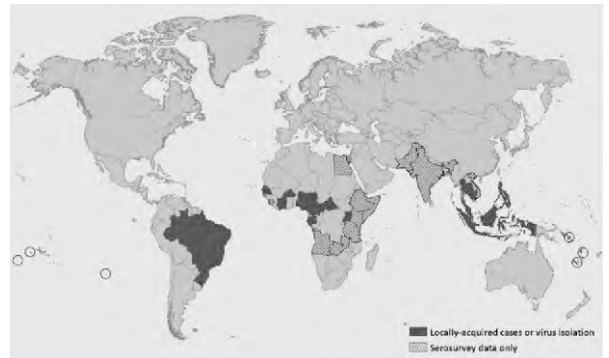 Locally-acquired cases or virus isolation
Serosurvey data only